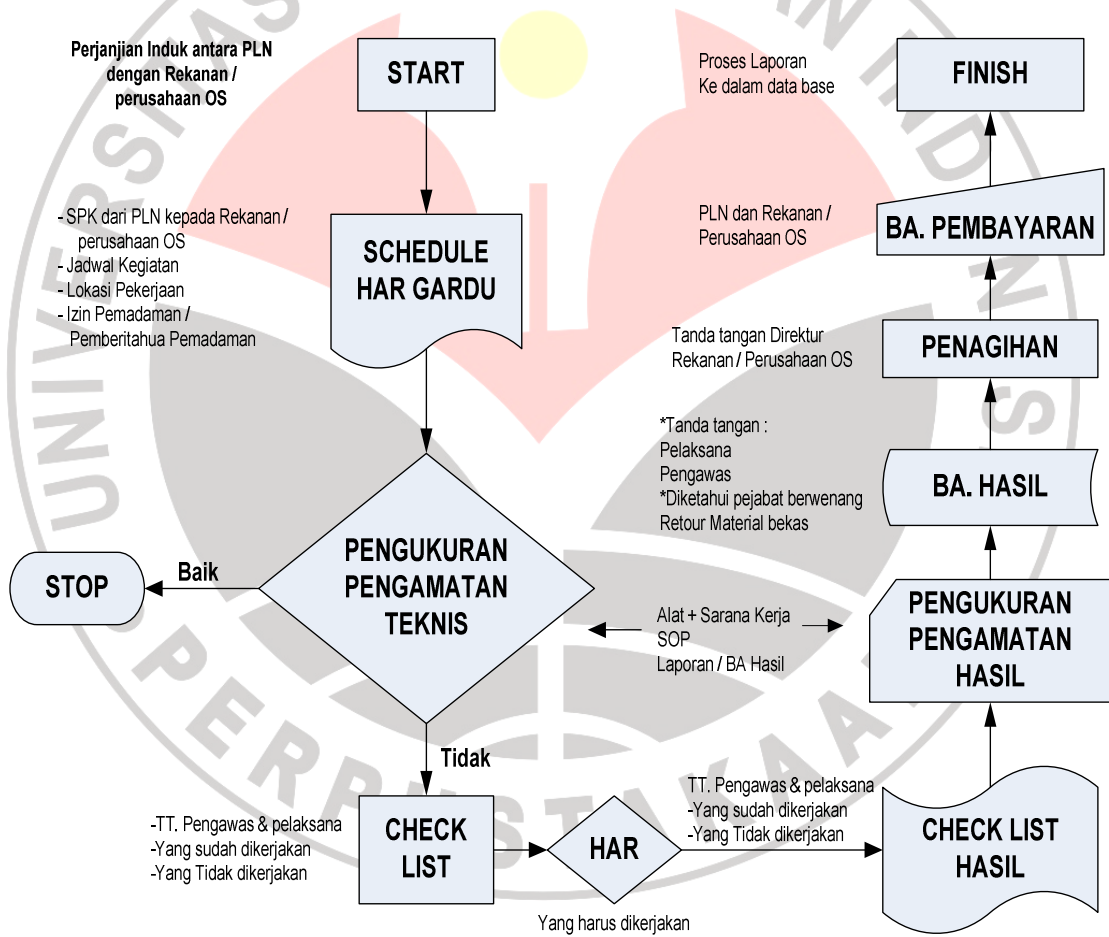 Perjanjian Induk antara PLN
dengan Rekanan /
perusahaan OS
START
- SPK dari PLN kepada Rekanan /
perusahaan OS
- Jadwal Kegiatan
- Lokasi Pekerjaan
- Izin Pemadaman /
Pemberitahua Pemadaman
SCHEDULE
HAR GARDU
PENGUKURAN
PENGAMATAN
TEKNIS
Baik
STOP
Tidak
-TT. Pengawas & pelaksana
-Yang sudah dikerjakan
-Yang Tidak dikerjakan
CHECK
LIST
HAR
Yang harus dikerjakan
TT. Pengawas & pelaksana
-Yang sudah dikerjakan
-Yang Tidak dikerjakan
CHECK LIST
HASIL
Alat + Sarana Kerja
SOP
Laporan / BA Hasil
PENGUKURAN
PENGAMATAN
HASIL
*Tanda tangan :
Pelaksana
Pengawas
*Diketahui pejabat berwenang
Retour Material bekas
BA. HASIL
Tanda tangan Direktur
Rekanan / Perusahaan OS
PENAGIHAN
PLN dan Rekanan /
Perusahaan OS
BA. PEMBAYARAN
Proses Laporan
Ke dalam data base
FINISH
PERPUSTAKAA